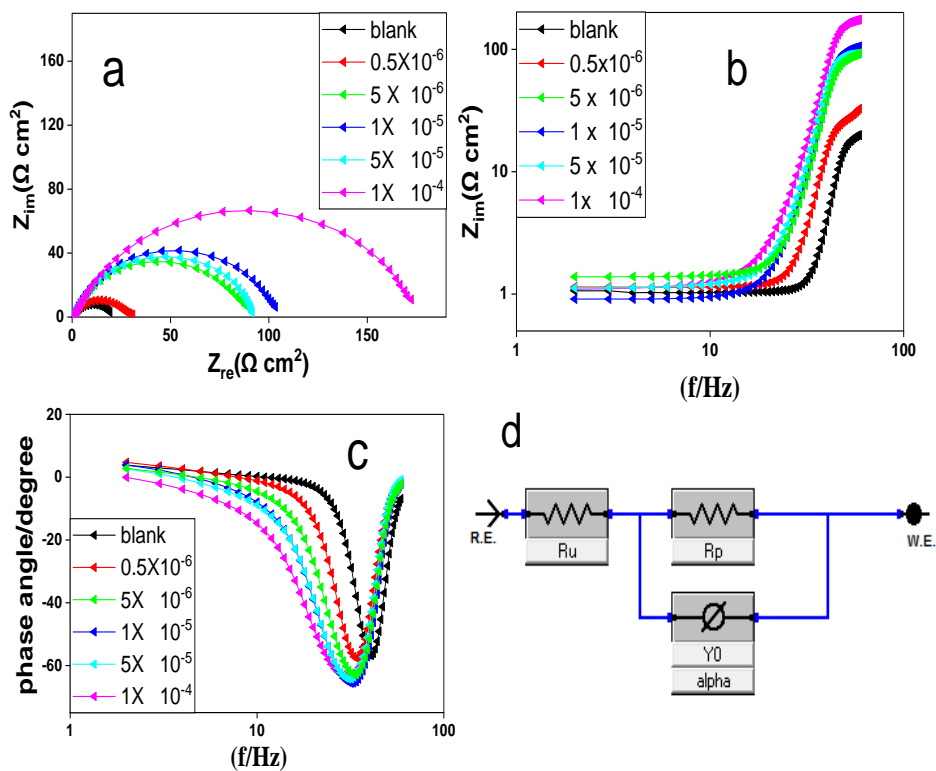 a
160
120
80
40
0
Z_im(Ω cm²)
0
50
100
150
Z_re(Ω cm²)
blank
0.5X10⁻⁶
5 X 10⁻⁶
1X 10⁻⁵
5X 10⁻⁵
1X 10⁻⁴
b
100
10
1
Z_im(Ω cm²)
1
10
100
(f/Hz)
blank
0.5x10⁻⁶
5 x 10⁻⁶
1 x 10⁻⁵
5 x 10⁻⁵
1x 10⁻⁴
c
20
0
-20
-40
-60
phase angle/degree
1
10
100
(f/Hz)
blank
0.5X10⁻⁶
5X 10⁻⁶
1X 10⁻⁵
5X 10⁻⁵
1X 10⁻⁴
d
R.E.
Ru
Rp
W.E.
Y0
alpha